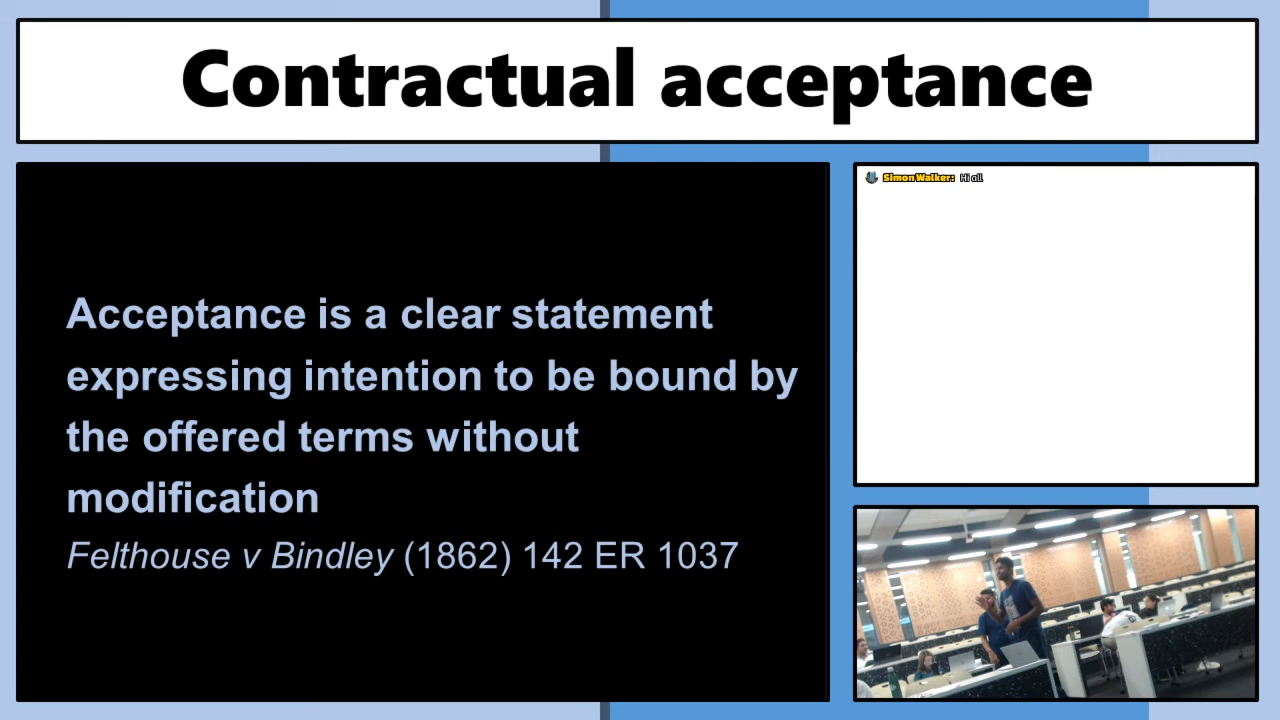 Contractual acceptance
Acceptance is a clear statement
expressing intention to be bound by
the offered terms without
modification
Felthouse v Bindley (1862) 142 ER 1037
Simon Walker: Hi all